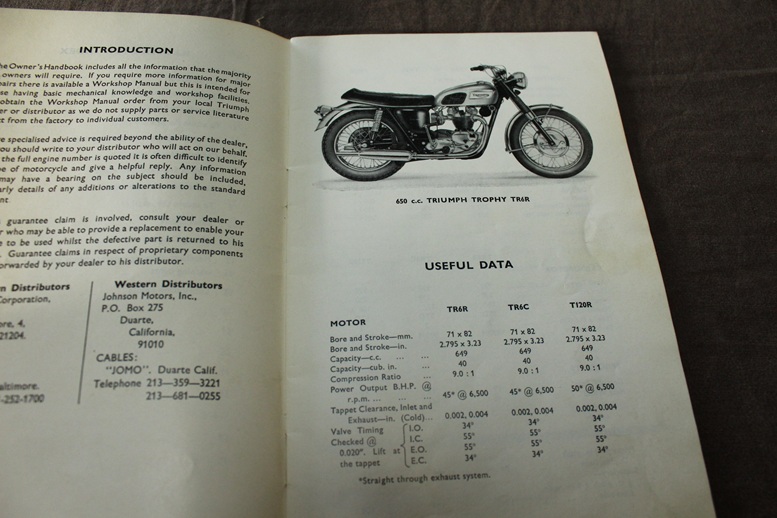 INTRODUCTION
he Owner's Handbook includes all the information that the majority
owners will require. If you require more information for major
pairs there is available a Workshop Manual but this is intended for
se having basic mechanical knowledge and workshop facilities.
obtain the Workshop Manual order from your local Triumph
er or distributor as we do not supply parts or service literature
ct from the factory to individual customers.
e specialised advice is required beyond the ability of the dealer,
you should write to your distributor who will act on our behalf.
the full engine number is quoted it is often difficult to identify
pe of motorcycle and give a helpful reply. Any information
may have a bearing on the subject should be included,
arly details of any additions or alterations to the standard
nt.
guarantee claim is involved, consult your dealer or
r who may be able to provide a replacement to enable your
e to be used whilst the defective part is returned to his
. Guarantee claims in respect of proprietary components
orwarded by your dealer to his distributor.
n Distributors
Corporation,
ore, 4,
21204.
altimore.
-252-1700
Western Distributors
Johnson Motors, Inc.,
P.O. Box 275
Duarte,
California,
91010
CABLES:
"JOMO". Duarte Calif.
Telephone 213—359—3221
213—681—0255
650 c.c. TRIUMPH TROPHY TR6R
USEFUL DATA
TR6R TR6C T120R
MOTOR
Bore and Stroke—mm. 71 x 82 71 x 82 71 x 82
Bore and Stroke—in. 2.795 x 3.23 2.795 x 3.23 2.795 x 3.23
Capacity—c.c. ... ... 649 649 649
Capacity—cub. in. ... 40 40 40
Compression Ratio ... 9.0 : 1 9.0 : 1 9.0 : 1
Power Output B.H.P. @
r.p.m. ... ... ... 45* @ 6,500 45* @ 6,500 50* @ 6,500
Tappet Clearance, Inlet and
Exhaust—in. (Cold)... 0.002, 0.004 0.002, 0.004 0.002, 0.004
Valve Timing I.O. 34° 34° 34°
Checked @ I.C. 55° 55° 55°
0.020". Lift at E.O. 55° 55° 55°
the tappet E.C. 34° 34° 34°
*Straight through exhaust system.